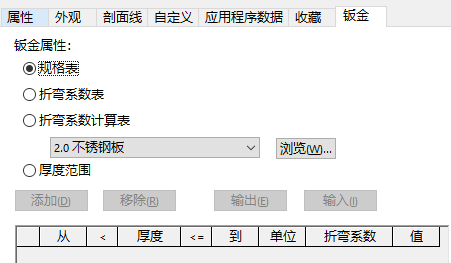 属性 外观 剖面线 自定义 应用程序数据 收藏 钣金
钣金属性:
规格表
折弯系数表
折弯系数计算表
2.0 不锈钢板 浏览(W)...
厚度范围
添加(D) 移除(R) 输出(E) 输入(I)
从 < 厚度 <= 到 单位 折弯系数 值